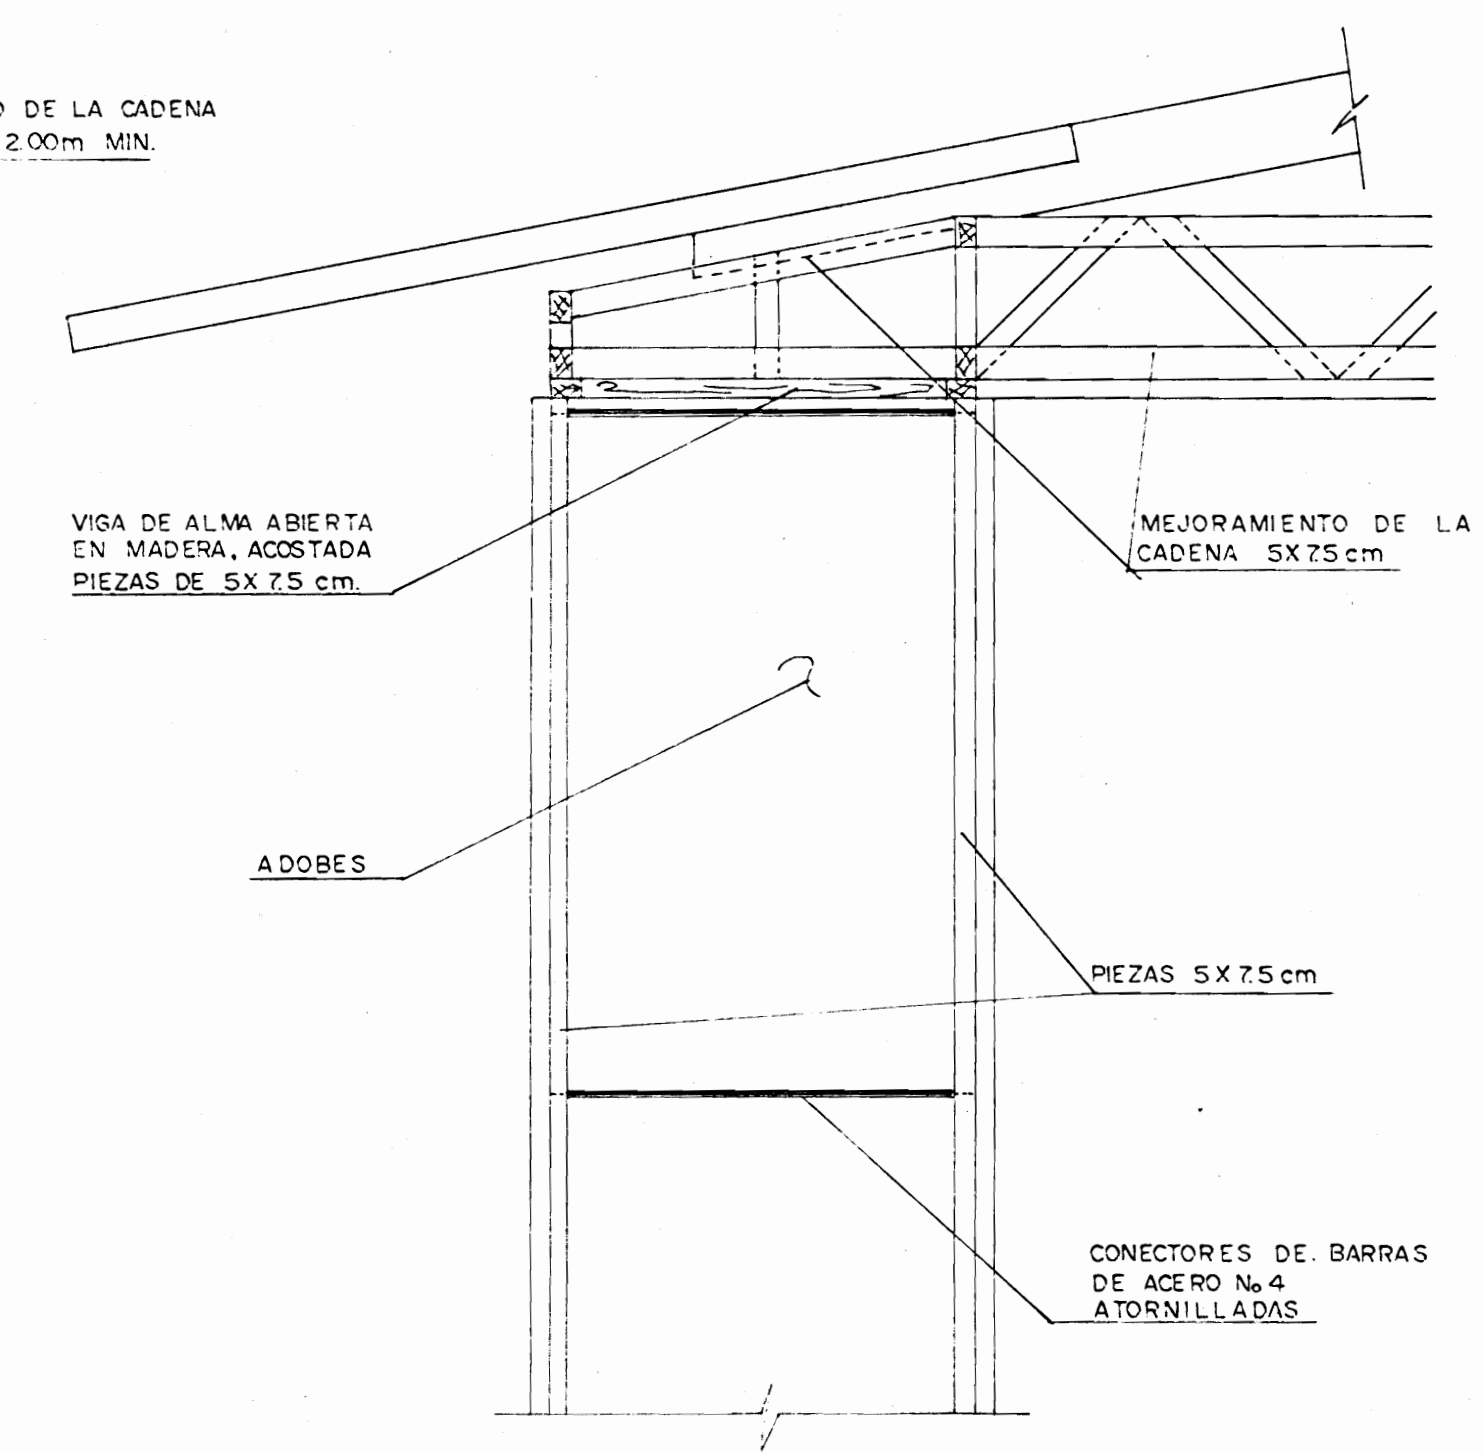 DE LA CADENA
2.00m MIN.
VIGA DE ALMA ABIERTA
EN MADERA, ACOSTADA
PIEZAS DE 5X7.5 cm.
MEJORAMIENTO DE LA
CADENA 5X7.5 cm
ADOBES
PIEZAS 5X7.5 cm
CONECTORES DE. BARRAS
DE ACERO No 4
ATORNILLADAS